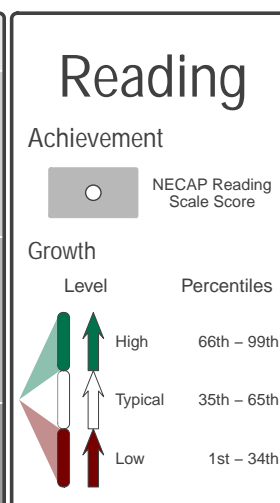 Reading
Achievement
NECAP Reading
Scale Score
Growth
Level Percentiles
High 66th – 99th
Typical 35th – 65th
Low 1st – 34th